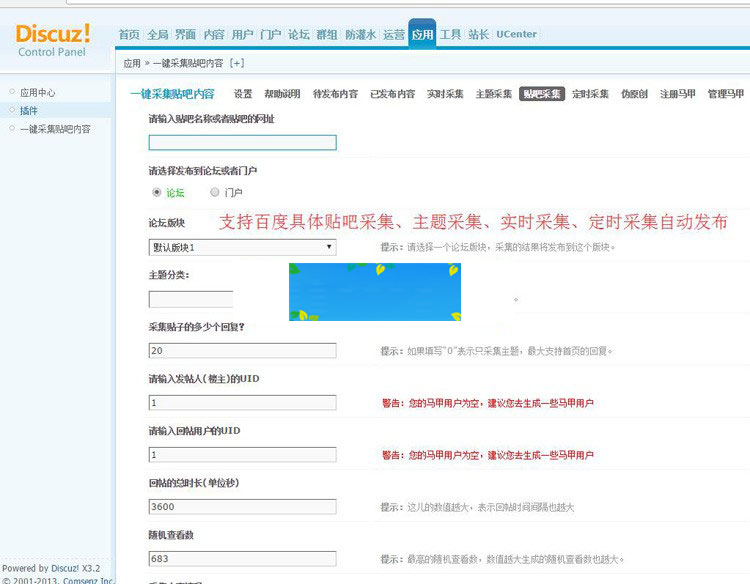 Discuz!
Control Panel
首页 全局 界面 内容 用户 门户 论坛 群组 防灌水 运营 应用 工具 站长 UCenter
应用 » 一键采集贴吧内容 [+]
应用中心
插件
一键采集贴吧内容
一键采集贴吧内容 设置 帮助说明 待发布内容 已发布内容 实时采集 主题采集 贴吧采集 定时采集 伪原创 注册马甲 管理马甲
请输入贴吧名称或者贴吧的网址
请选择发布到论坛或者门户
论坛 门户
论坛版块
支持百度具体贴吧采集、主题采集、实时采集、定时采集自动发布
默认版块1
提示：请选择一个论坛版块，采集的结果将发布到这个版块。
主题分类：
*
采集贴子的多少个回复？
20
提示：如果填写"0"表示只采集主题，最大支持首页的回复。
请输入发帖人(楼主)的UID
1
警告：您的马甲用户为空，建议您去生成一些马甲用户
请输入回帖用户的UID
1
警告：您的马甲用户为空，建议您去生成一些马甲用户
回帖的总时长(单位秒)
3600
提示：这儿的数值越大，表示回帖时间间隔也越大
随机查看数
683
提示：最高的随机查看数，数值越大生成的随机查看数也越大。
Powered by Discuz! X3.2
© 2001-2013, Comsenz Inc.